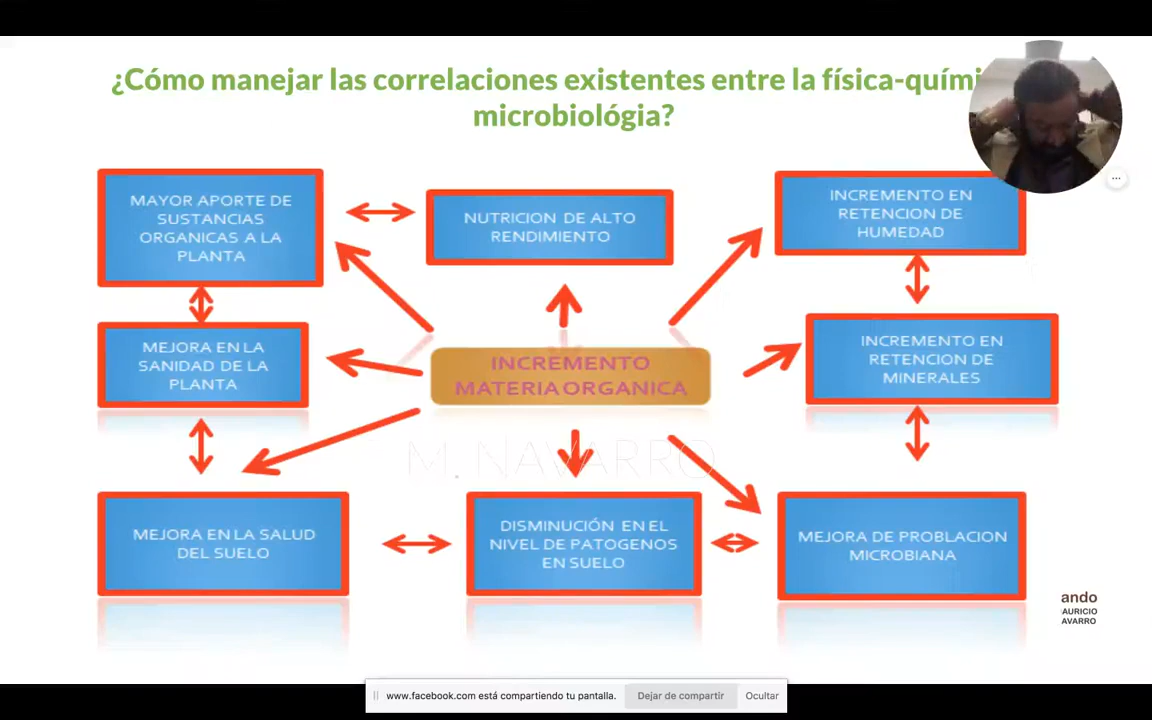 ¿Cómo manejar las correlaciones existentes entre la física-quími
microbiológia?
MAYOR APORTE DE
SUSTANCIAS
ORGANICAS A LA
PLANTA
NUTRICION DE ALTO
RENDIMIENTO
INCREMENTO EN
RETENCION DE
HUMEDAD
MEJORA EN LA
SANIDAD DE LA
PLANTA
INCREMENTO
MATERIA ORGANICA
INCREMENTO EN
RETENCION DE
MINERALES
M. NAVARRO
MEJORA EN LA SALUD
DEL SUELO
DISMINUCIÓN EN EL
NIVEL DE PATOGENOS
EN SUELO
MEJORA DE PROBLACION
MICROBIANA
ando
AURICIO
AVARRO
www.facebook.com está compartiendo tu pantalla.
Dejar de compartir
Ocultar